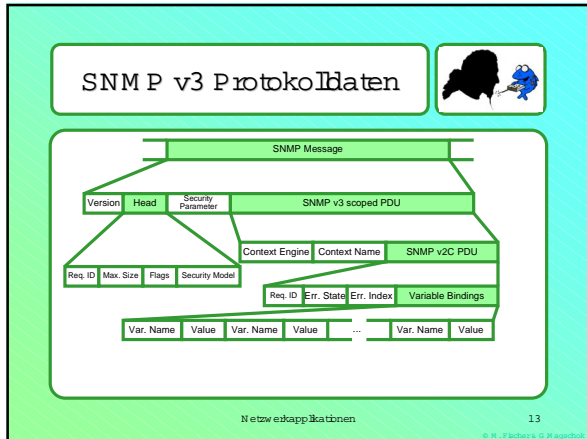 SNMP v3 Protokolldaten
SNMP Message
Version Head Security Parameter SNMP v3 scoped PDU
Context Engine Context Name SNMP v2C PDU
Req. ID Max. Size Flags Security Model
Req. ID Err. State Err. Index Variable Bindings
Var. Name Value Var. Name Value ... Var. Name Value
Netzwerkapplikationen 13
© M. Fischer & G. Magschok